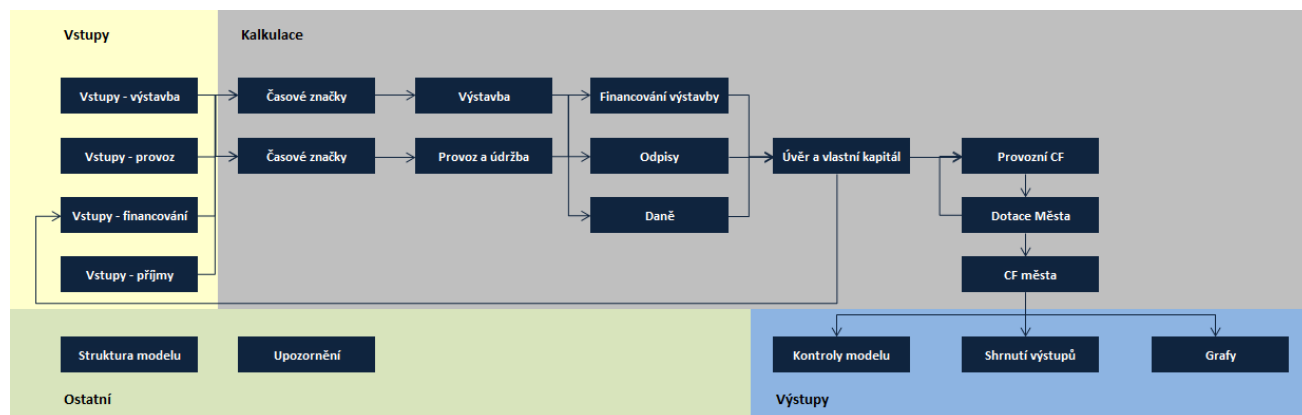 Vstupy
Kalkulace
Vstupy - výstavba
Časové značky
Výstavba
Financování výstavby
Vstupy - provoz
Časové značky
Provoz a údržba
Odpisy
Úvěr a vlastní kapitál
Provozní CF
Vstupy - financování
Daně
Dotace Města
Vstupy - příjmy
CF města
Struktura modelu
Upozornění
Kontroly modelu
Shrnutí výstupů
Grafy
Ostatní
Výstupy